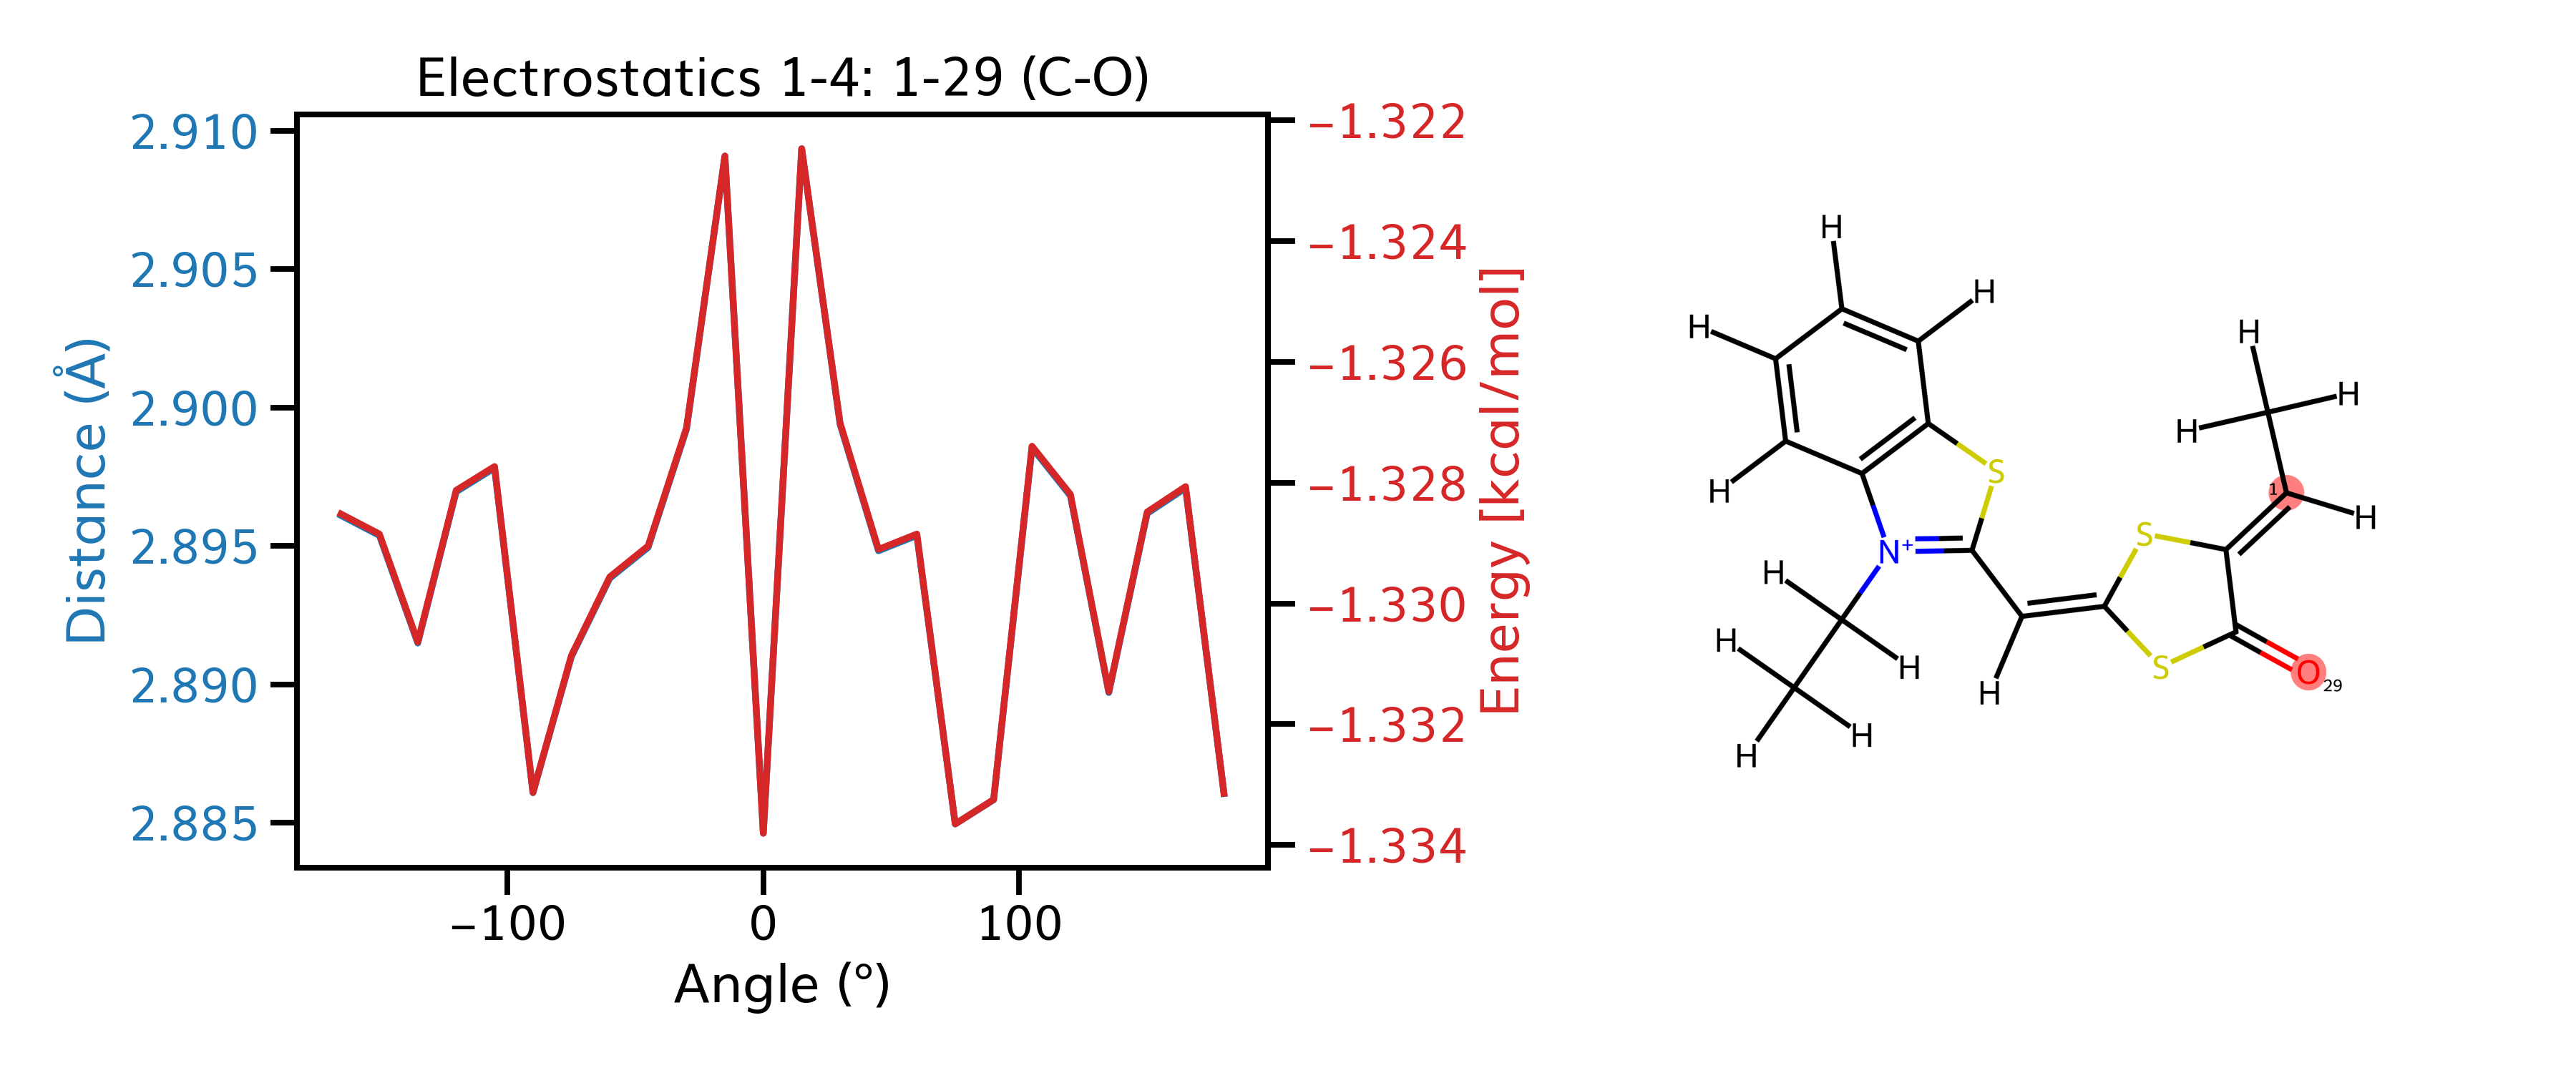 Electrostatics 1-4: 1-29 (C-O)
2.910
2.905
2.900
2.895
2.890
2.885
Distance (Å)
−1.322
−1.324
−1.326
−1.328
−1.330
−1.332
−1.334
Energy [kcal/mol]
−100
0
100
Angle (°)
H
H
H
H
H
H
H
S
1
H
H
S
N+
H
H
H
S
O 29
H
H
H